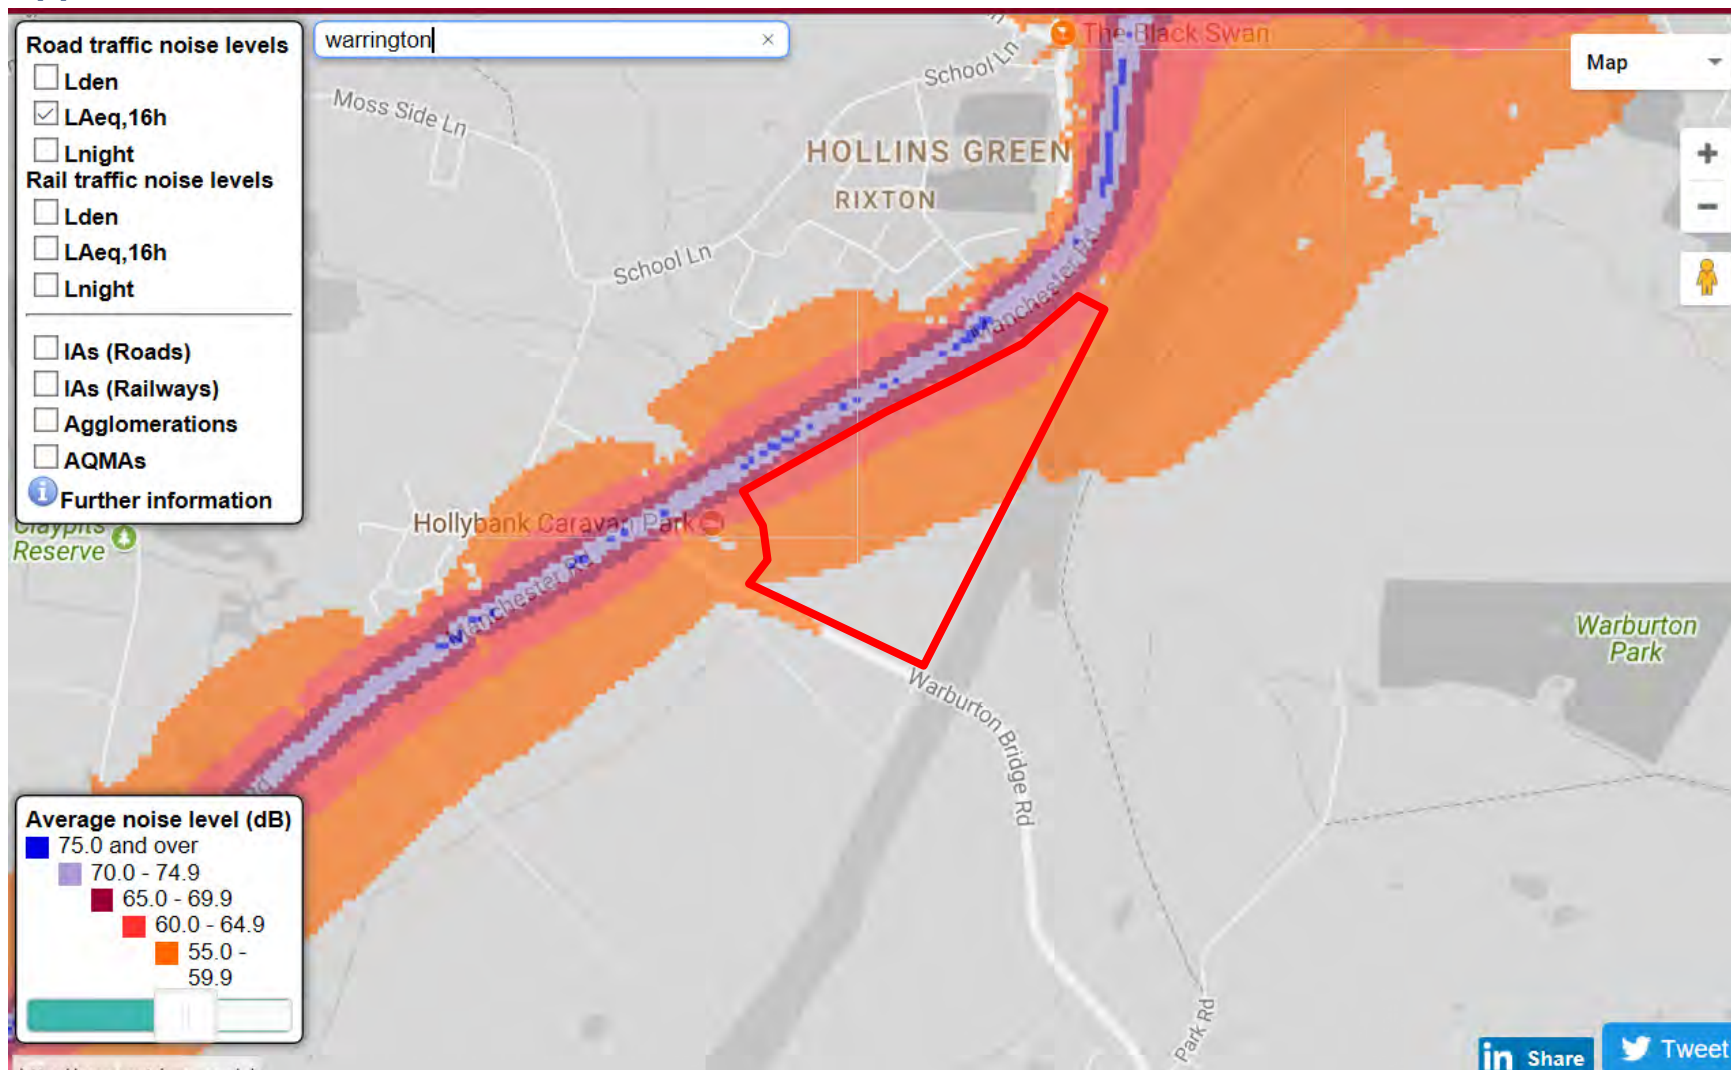 Road traffic noise levels
Lden
LAeq,16h
Lnight
Rail traffic noise levels
Lden
LAeq,16h
Lnight
IAs (Roads)
IAs (Railways)
Agglomerations
AQMAs
Further information
warrington
×
Map
+
−
The Black Swan
School Ln
Moss Side Ln
HOLLINS GREEN
RIXTON
School Ln
Manchester Rd
Hollybank Caravan Park
Claypits
Reserve
Manchester Rd
Rd
Warburton
Park
Warburton Bridge Rd
Park Rd
Average noise level (dB)
75.0 and over
70.0 - 74.9
65.0 - 69.9
60.0 - 64.9
55.0 -
59.9
in Share
Tweet